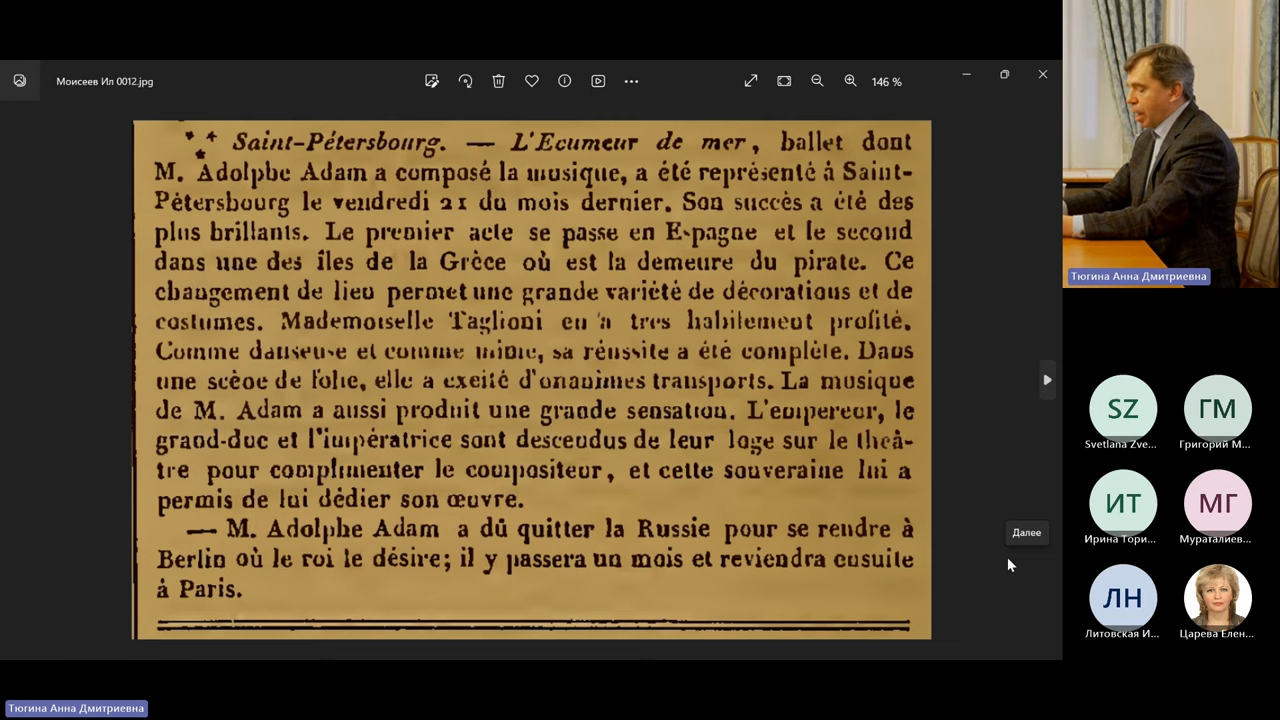 Моисеев Ил 0012.jpg
146 %
Saint-Pétersbourg. — L'Ecumeur de mer, ballet dont
M. Adolphe Adam a composé la musique, a été représenté à Saint-
Pétersbourg le vendredi 21 du mois dernier. Son succès a été des
plus brillants. Le premier acte se passe en Espagne et le second
dans une des îles de la Grèce où est la demeure du pirate. Ce
changement de lieu permet une grande variété de décorations et de
costumes. Mademoiselle Taglioni en a très habilement profité.
Comme danseuse et comme mime, sa réussite a été complète. Dans
une scène de folie, elle a excité d'unanimes transports. La musique
de M. Adam a aussi produit une grande sensation. L'empereur, le
grand-duc et l'impératrice sont descendus de leur loge sur le théâ-
tre pour complimenter le compositeur, et cette souveraine lui a
permis de lui dédier son œuvre.
— M. Adolphe Adam a dû quitter la Russie pour se rendre à
Berlin où le roi le désire; il y passera un mois et reviendra ensuite
à Paris.
Далее
Тюгина Анна Дмитриевна
SZ
Svetlana Zve...
ГМ
Григорий М...
ИТ
Ирина Тори...
МГ
Мураталиев...
ЛН
Литовская И...
Царева Елен...
Тюгина Анна Дмитриевна